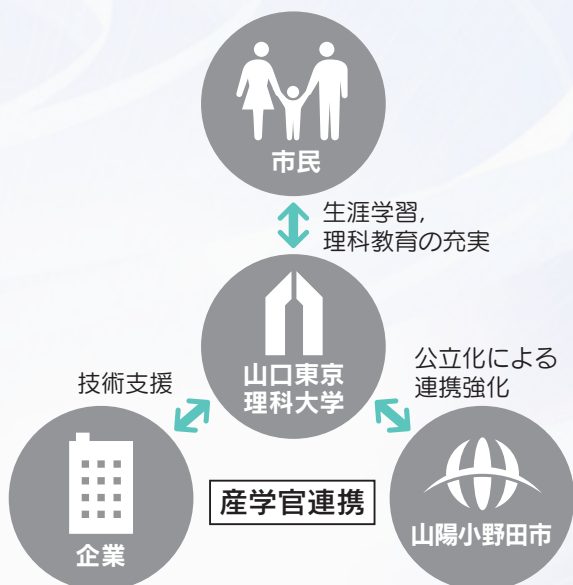 市民
生涯学習,
理科教育の充実
山口東京
理科大学
技術支援
公立化による
連携強化
産学官連携
企業
山陽小野田市